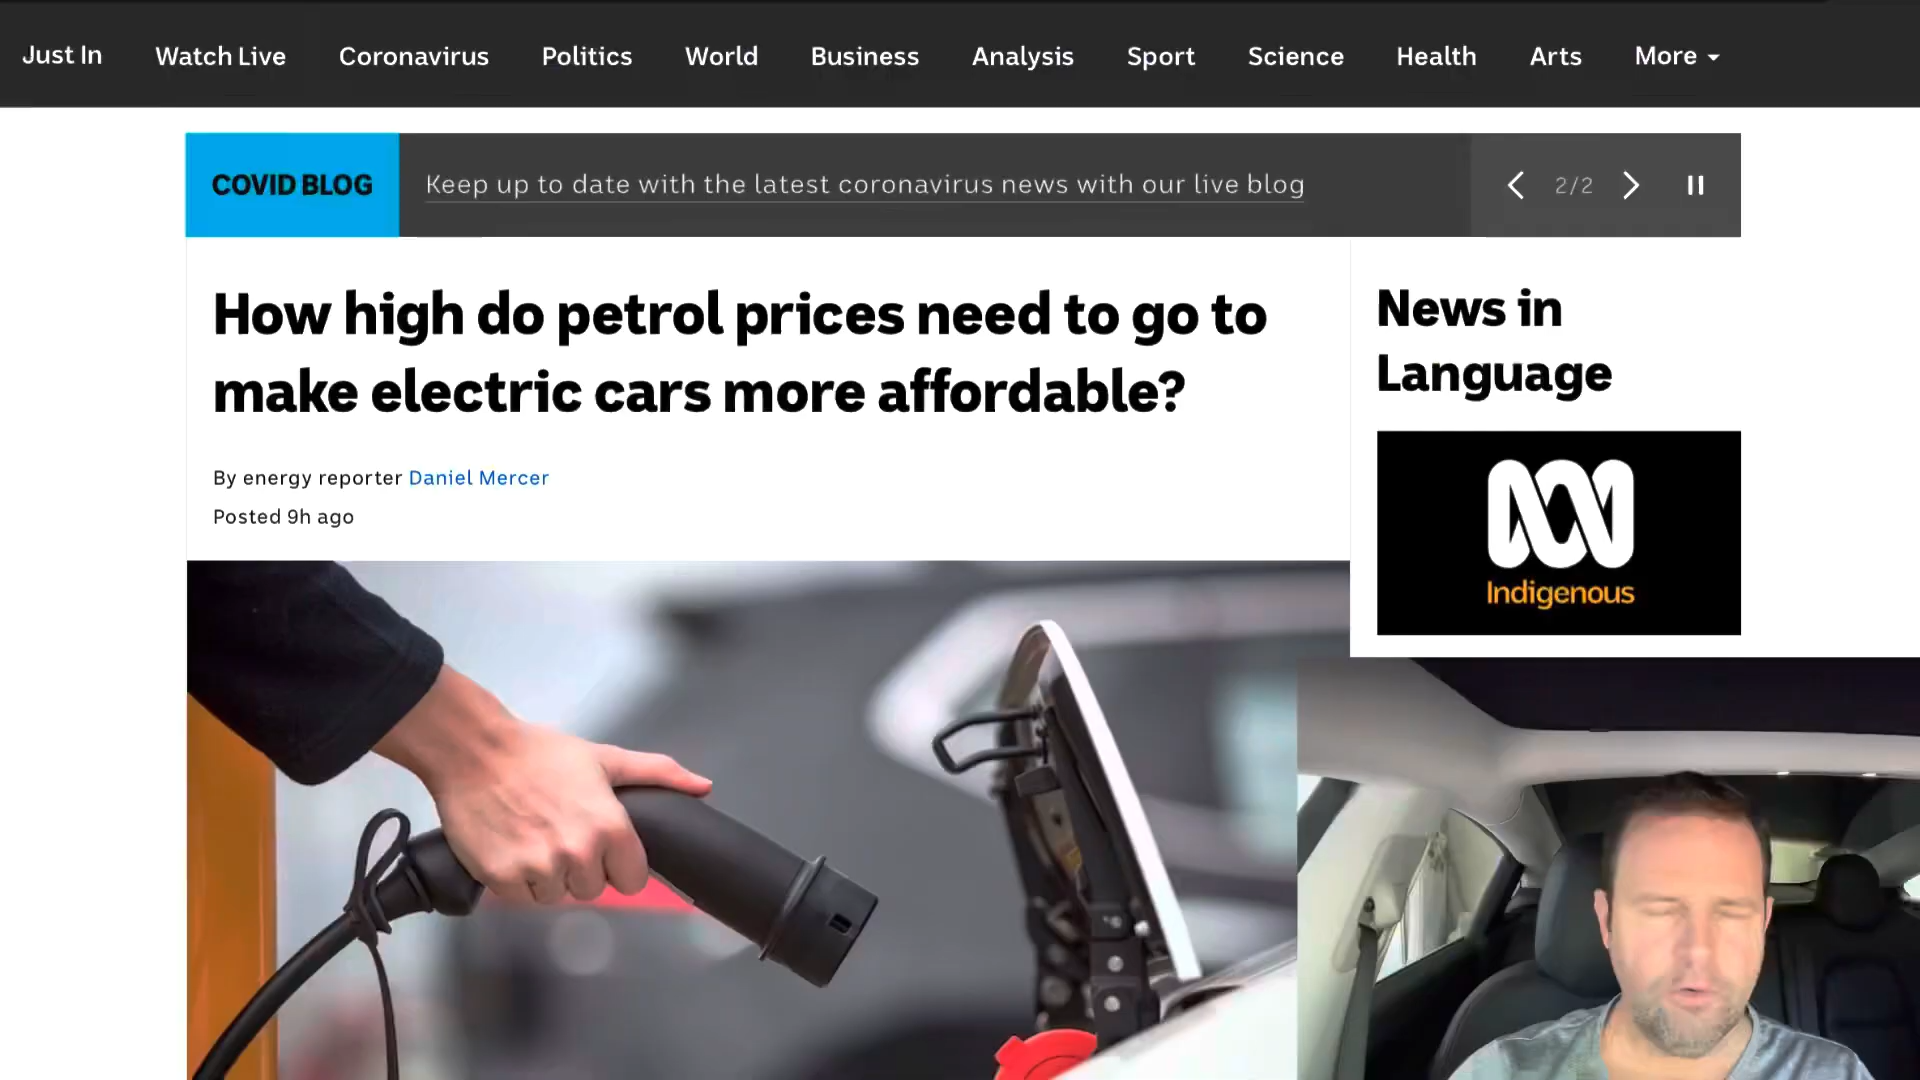 Just In Watch Live Coronavirus Politics World Business Analysis Sport Science Health Arts More
COVID BLOG Keep up to date with the latest coronavirus news with our live blog 2/2
How high do petrol prices need to go to
make electric cars more affordable?
By energy reporter Daniel Mercer
Posted 9h ago
News in
Language
Indigenous